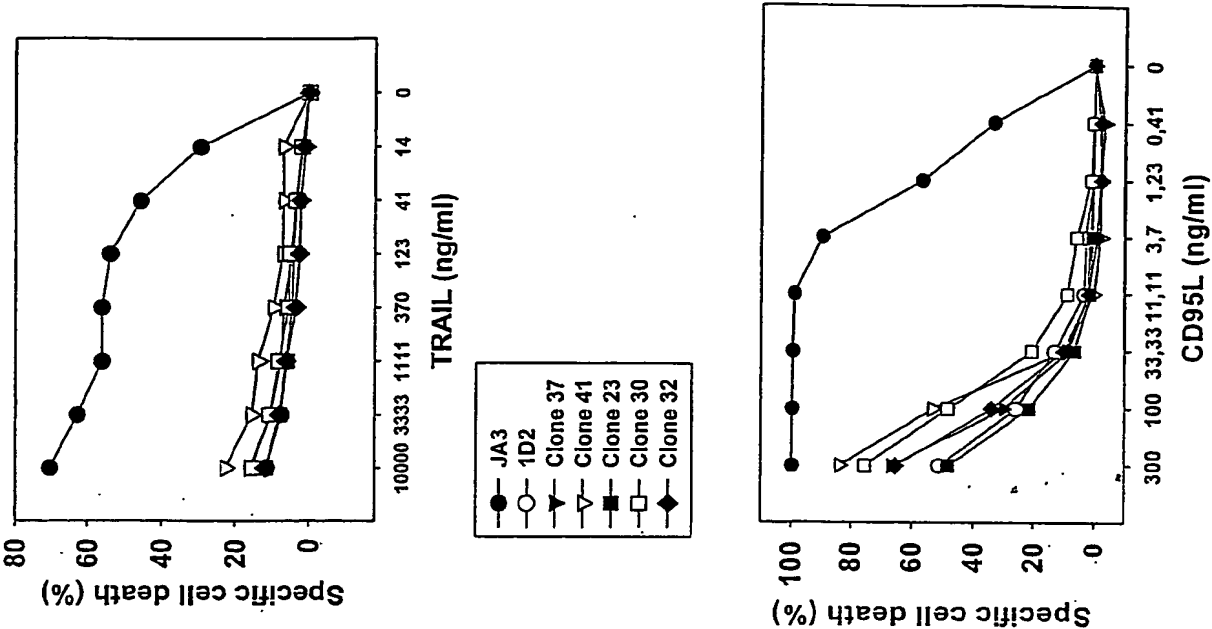 Specific cell death (%)
80
60
40
20
0
10000 3333 1111 370 123 41 14 0
TRAIL (ng/ml)
JA3
1D2
Clone 37
Clone 41
Clone 23
Clone 30
Clone 32
Specific cell death (%)
100
80
60
40
20
0
300 100 33,33 11,11 3,7 1,23 0,41 0
CD95L (ng/ml)